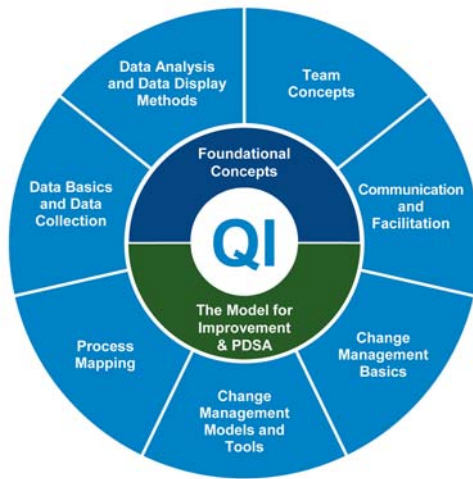 Data Analysis
and Data Display
Methods
Team
Concepts
Communication
and
Facilitation
Change
Management
Basics
Change
Management
Models and
Tools
Process
Mapping
Data Basics
and Data
Collection
Foundational
Concepts
QI
The Model for
Improvement
& PDSA